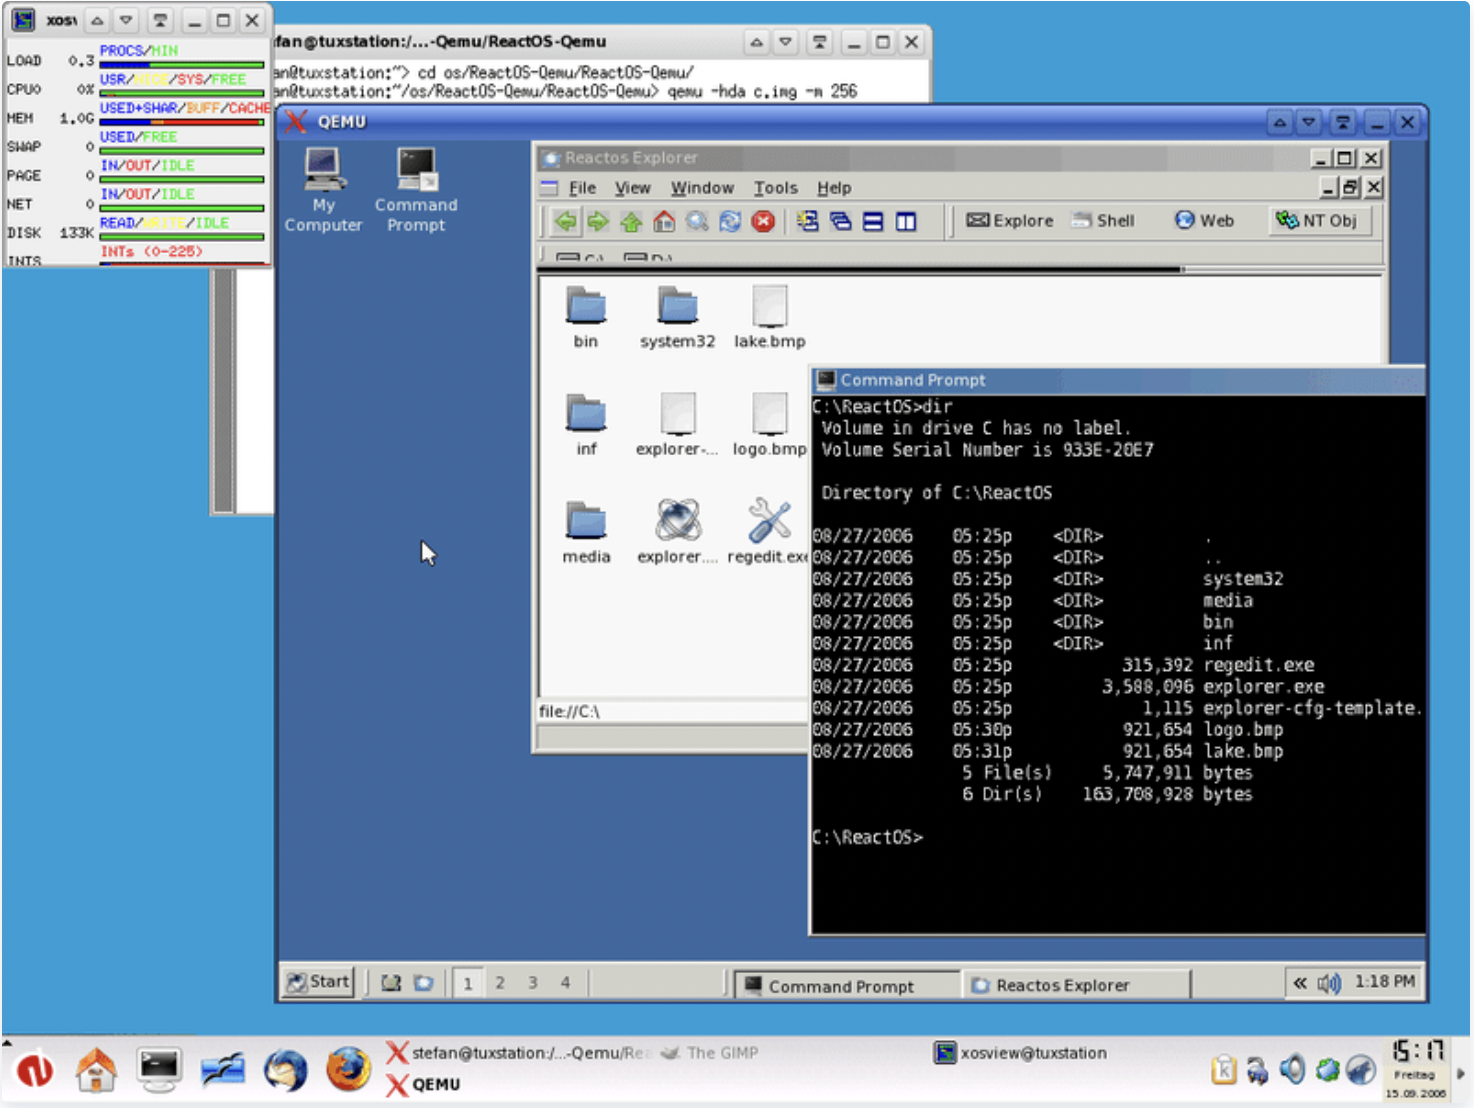 xosv
LOAD 0.3 PROCS/MIN
CPU0 0% USR/NICE/SYS/FREE
MEM 1.0G USED+SHAR/BUFF/CACHE
SWAP 0 USED/FREE
PAGE 0 IN/OUT/IDLE
NET 0 IN/OUT/IDLE
DISK 133K READ/WRITE/IDLE
INTS INTs (0-225)
fan@tuxstation:/...-Qemu/ReactOS-Qemu
an@tuxstation:~> cd os/ReactOS-Qemu/ReactOS-Qemu/
an@tuxstation:~/os/ReactOS-Qemu/ReactOS-Qemu> qemu -hda c.img -m 256
QEMU
My Computer
Command Prompt
Reactos Explorer
File View Window Tools Help
Explore Shell Web NT Obj
C:\ D:\
bin system32 lake.bmp
inf explorer-... logo.bmp
media explorer.... regedit.exe
file://C:\
Command Prompt
C:\ReactOS>dir
Volume in drive C has no label.
Volume Serial Number is 933E-20E7
Directory of C:\ReactOS
08/27/2006 05:25p <DIR> .
08/27/2006 05:25p <DIR> ..
08/27/2006 05:25p <DIR> system32
08/27/2006 05:25p <DIR> media
08/27/2006 05:25p <DIR> bin
08/27/2006 05:25p <DIR> inf
08/27/2006 05:25p 315,392 regedit.exe
08/27/2006 05:25p 3,588,096 explorer.exe
08/27/2006 05:25p 1,115 explorer-cfg-template.
08/27/2006 05:30p 921,654 logo.bmp
08/27/2006 05:31p 921,654 lake.bmp
5 File(s) 5,747,911 bytes
6 Dir(s) 163,708,928 bytes
C:\ReactOS>
Start 1 2 3 4 Command Prompt Reactos Explorer « 1:18 PM
stefan@tuxstation:/...-Qemu/Rea The GIMP xosview@tuxstation
QEMU
15:17
Freitag
15.09.2006